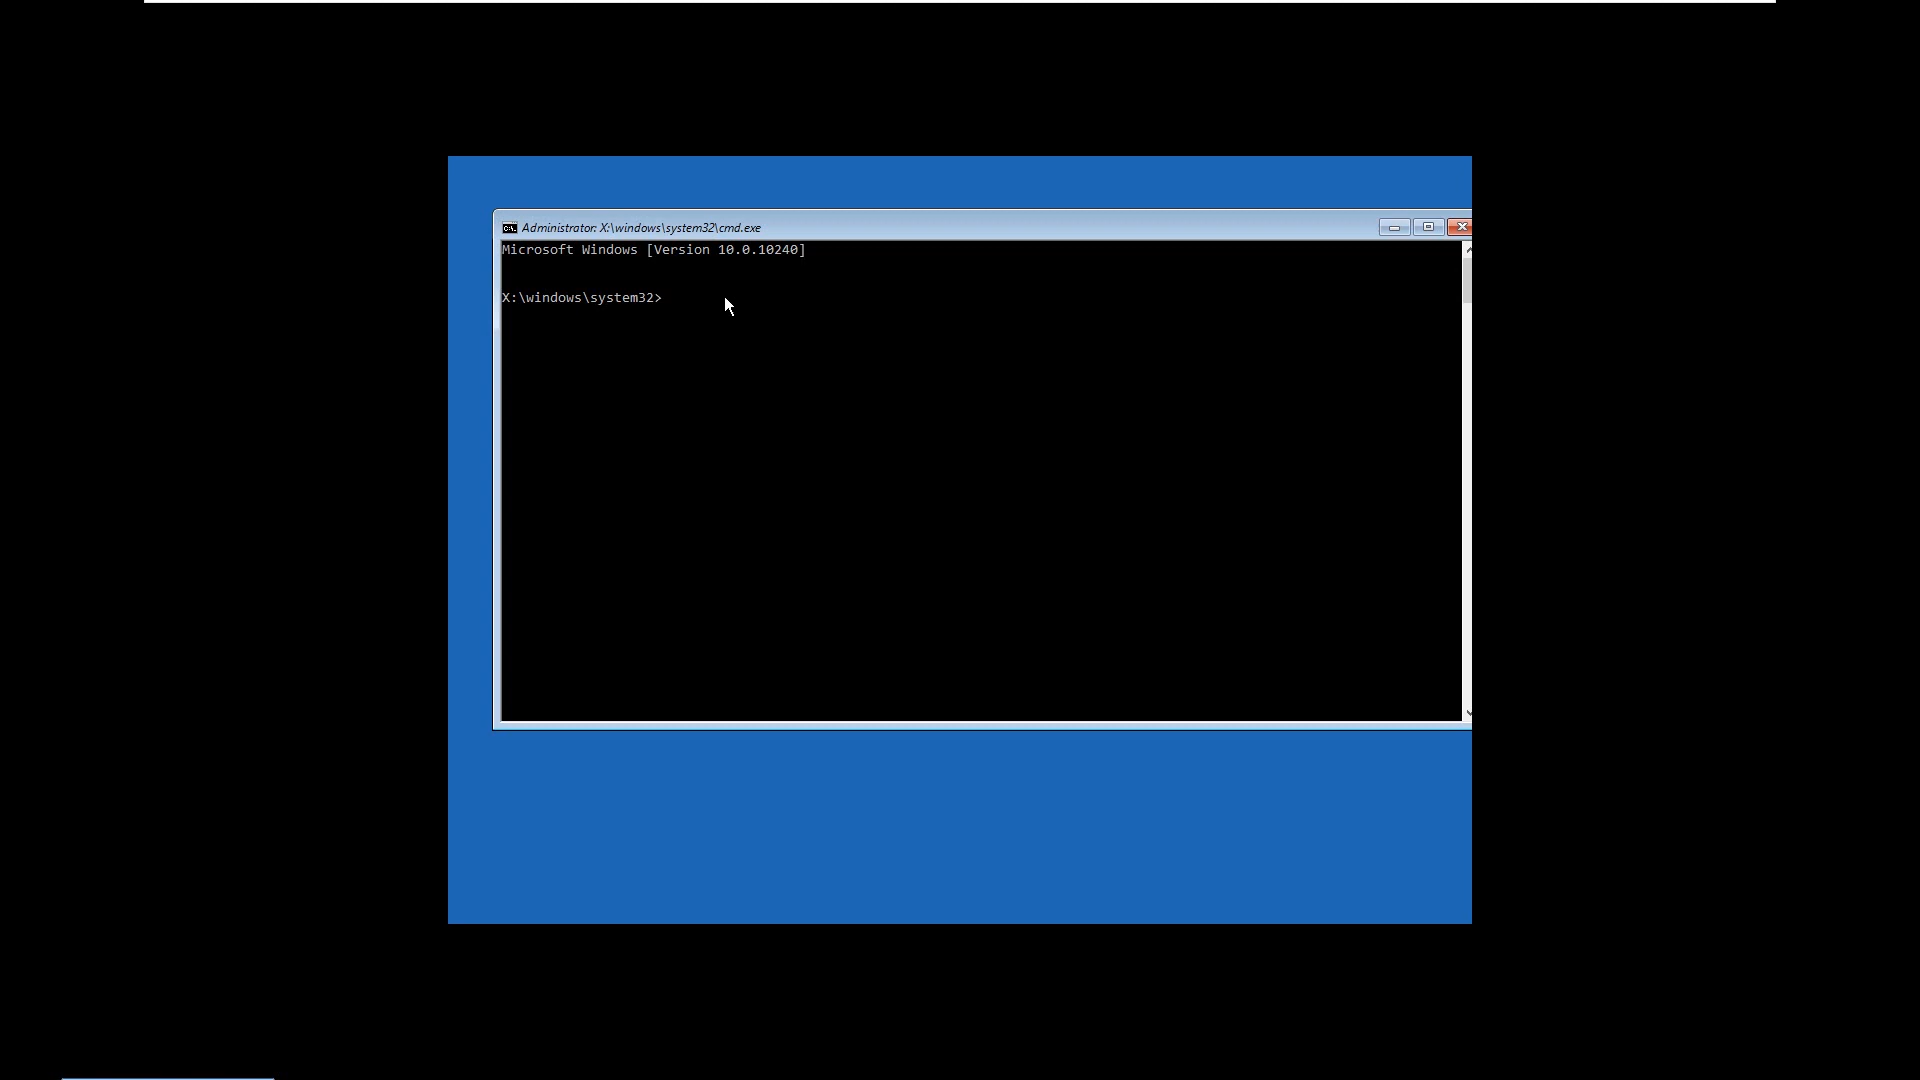 Administrator: X:\windows\system32\cmd.exe
Microsoft Windows [Version 10.0.10240]
X:\windows\system32>